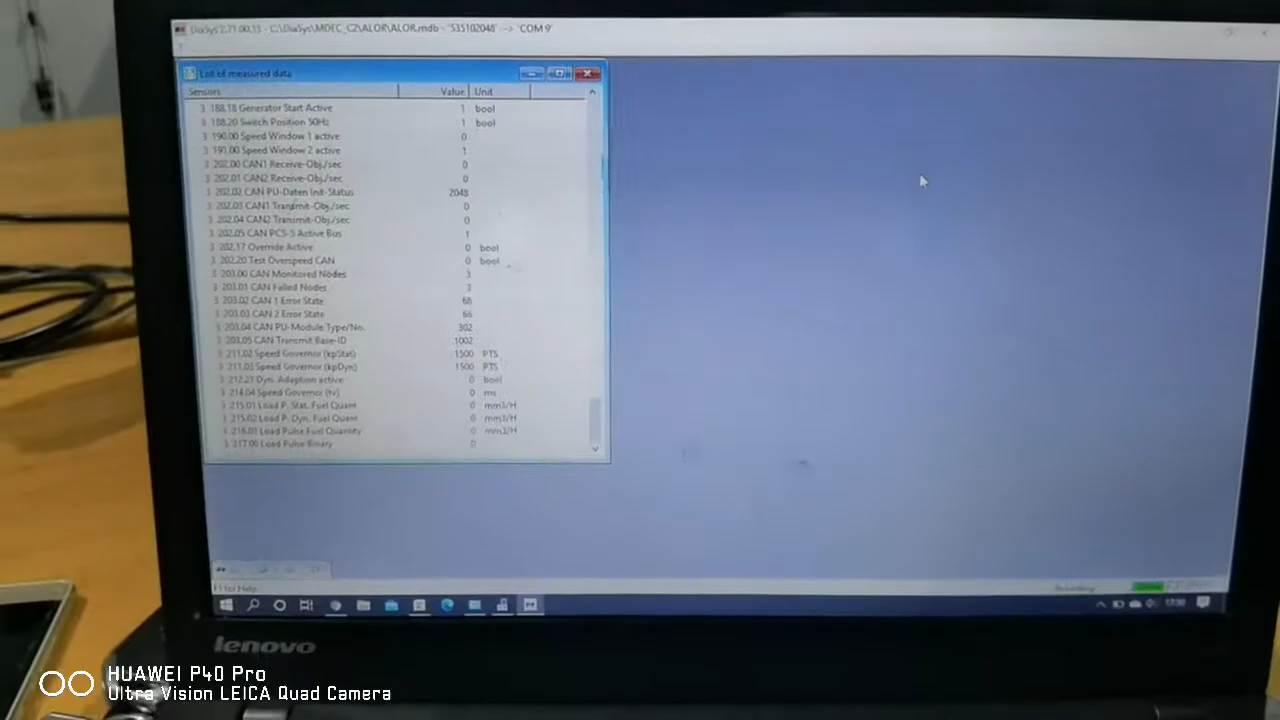 DiaSys 2.71.00.15 - C:\DiaSys\MDEC_C2\ALOR\ALOR.mdb - '535102048' --> 'COM 9'
List of measured data
Sensors Value Unit
3 188.18 Generator Start Active 1 bool
3 188.20 Switch Position 50Hz 1 bool
3 190.00 Speed Window 1 active 0
3 191.00 Speed Window 2 active 1
3 202.00 CAN1 Receive-Obj./sec 0
3 202.01 CAN2 Receive-Obj./sec 0
3 202.02 CAN PU-Daten Init-Status 2048
3 202.03 CAN1 Transmit-Obj./sec 0
3 202.04 CAN2 Transmit-Obj./sec 0
3 202.05 CAN PCS-5 Active Bus 1
3 202.17 Override Active 0 bool
3 202.20 Test Overspeed CAN 0 bool
3 203.00 CAN Monitored Nodes 3
3 203.01 CAN Failed Nodes 3
3 203.02 CAN 1 Error State 68
3 203.03 CAN 2 Error State 66
3 203.04 CAN PU-Module Type/No. 302
3 203.05 CAN Transmit Base-ID 1002
3 211.02 Speed Governor (kpStat) 1500 PTS
3 211.03 Speed Governor (kpDyn) 1500 PTS
3 212.27 Dyn. Adaption active 0 bool
3 214.04 Speed Governor (tv) 0 ms
3 215.01 Load P. Stat. Fuel Quant 0 mm3/H
3 215.02 Load P. Dyn. Fuel Quant 0 mm3/H
3 216.03 Load Pulse Fuel Quantity 0 mm3/H
3 217.06 Load Pulse Binary 0
F1 for Help
17:50
lenovo
HUAWEI P40 Pro
Ultra Vision LEICA Quad Camera